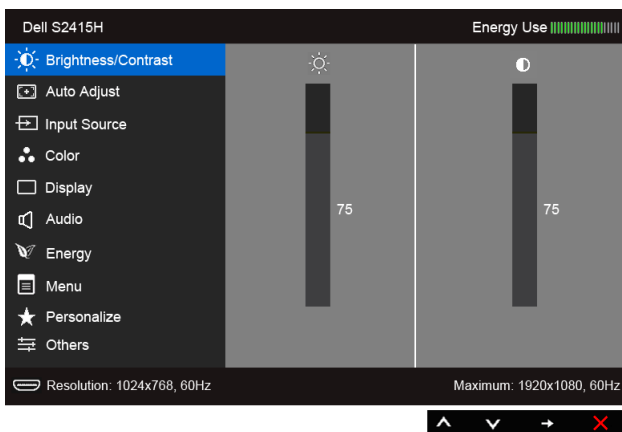 Dell S2415H Energy Use
Brightness/Contrast
Auto Adjust
Input Source
Color
Display
Audio
Energy
Menu
Personalize
Others
75 75
Resolution: 1024x768, 60Hz Maximum: 1920x1080, 60Hz